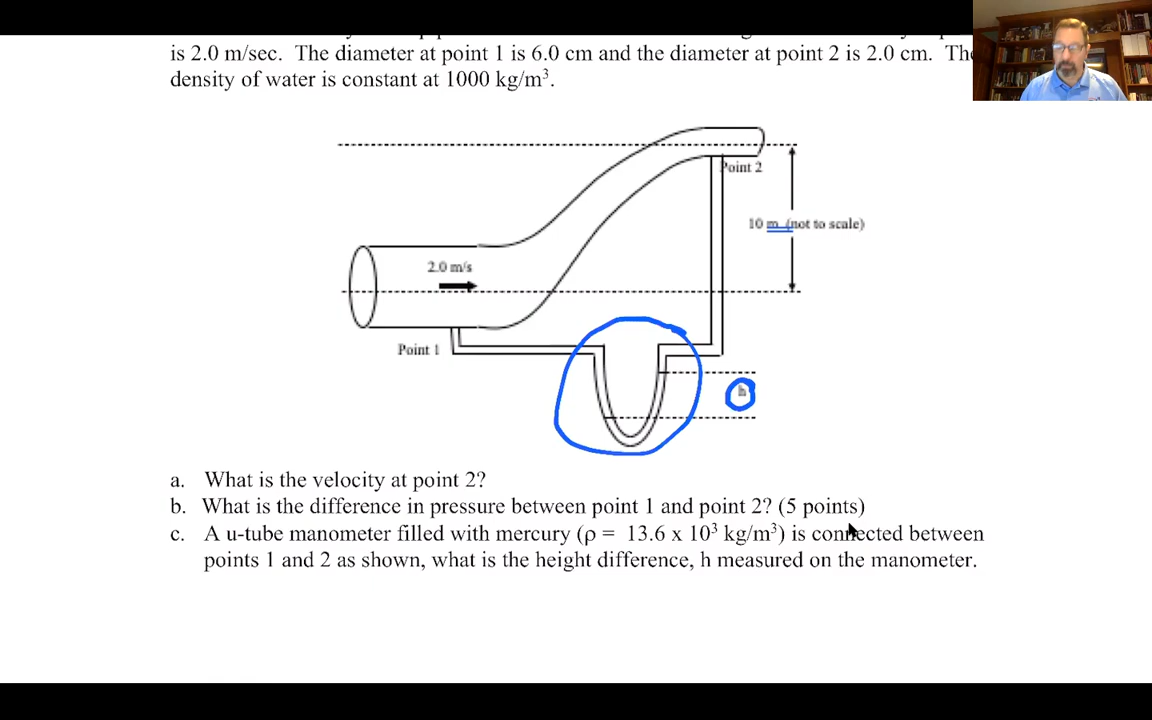 is 2.0 m/sec. The diameter at point 1 is 6.0 cm and the diameter at point 2 is 2.0 cm. The
density of water is constant at 1000 kg/m³.
Point 2
10 m (not to scale)
2.0 m/s
Point 1
h
a. What is the velocity at point 2?
b. What is the difference in pressure between point 1 and point 2? (5 points)
c. A u-tube manometer filled with mercury (ρ = 13.6 x 10³ kg/m³) is connected between
points 1 and 2 as shown, what is the height difference, h measured on the manometer.